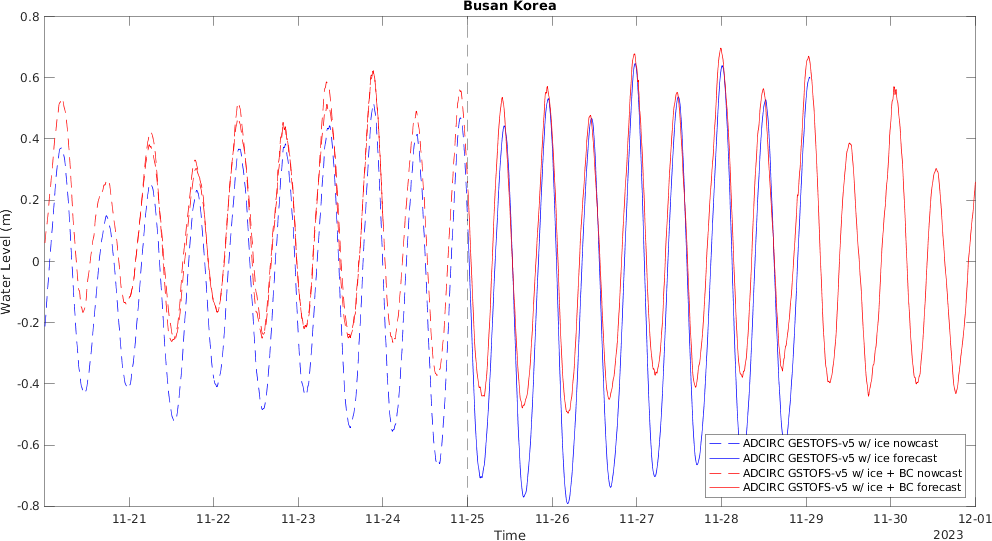 Busan Korea
Water Level (m)
0.8
0.6
0.4
0.2
0
-0.2
-0.4
-0.6
-0.8
ADCIRC GESTOFS-v5 w/ ice nowcast
ADCIRC GESTOFS-v5 w/ ice forecast
ADCIRC GSTOFS-v5 w/ ice + BC nowcast
ADCIRC GSTOFS-v5 w/ ice + BC forecast
11-21 11-22 11-23 11-24 11-25 11-26 11-27 11-28 11-29 11-30 12-01
Time
2023